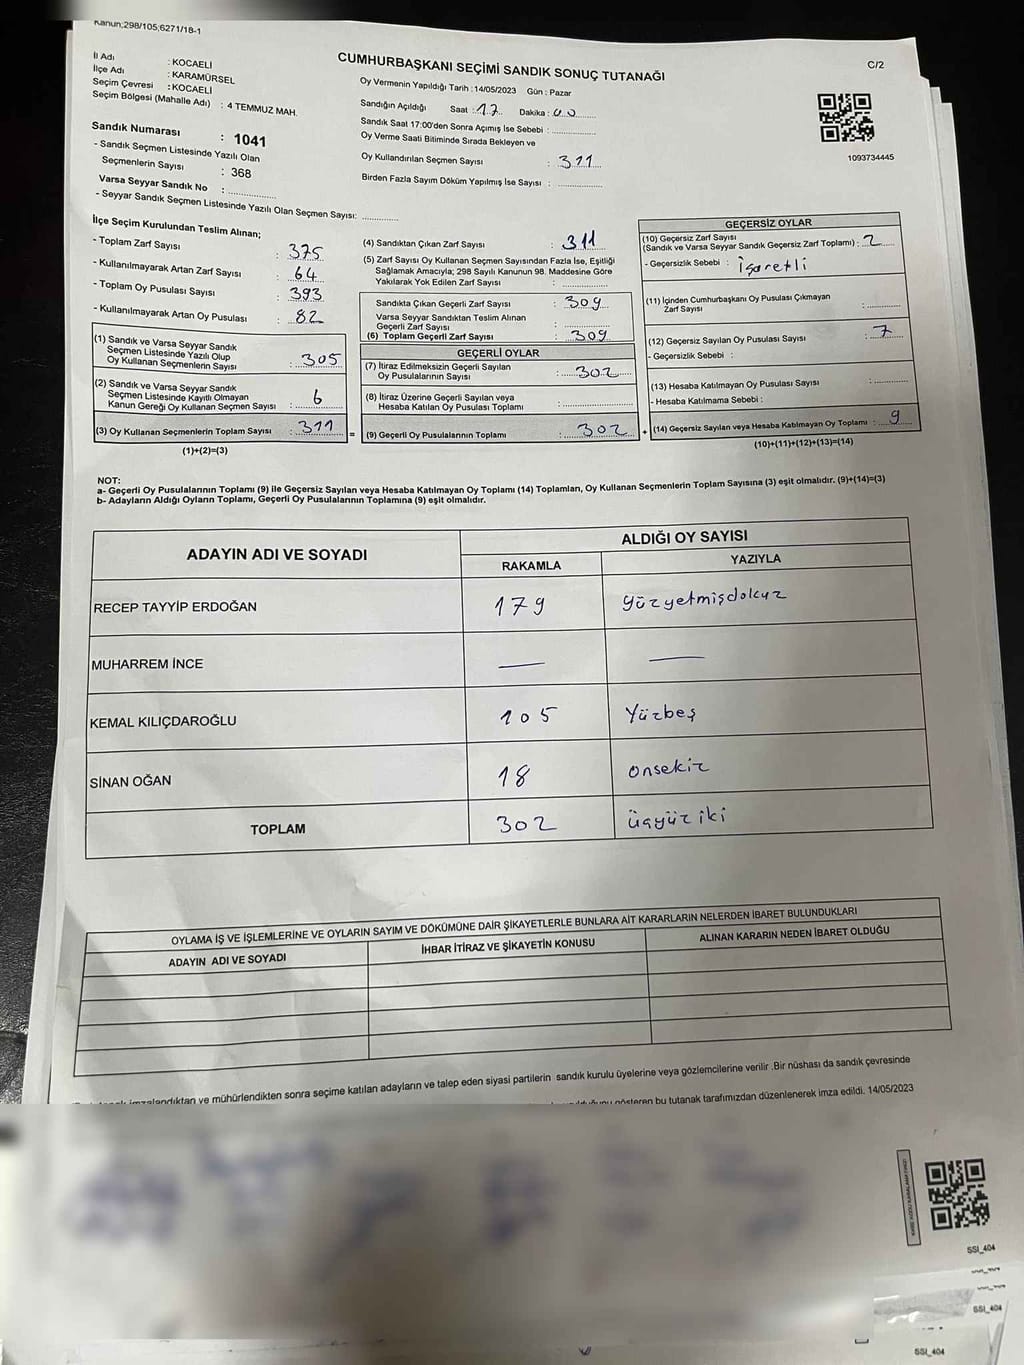 Kanun;298/105;6271/18-1
CUMHURBAŞKANI SEÇİMİ SANDIK SONUÇ TUTANAĞI
C/2
İl Adı : KOCAELİ
İlçe Adı : KARAMÜRSEL
Seçim Çevresi : KOCAELİ
Seçim Bölgesi (Mahalle Adı) : 4 TEMMUZ MAH.
Sandık Numarası : 1041
- Sandık Seçmen Listesinde Yazılı Olan
Seçmenlerin Sayısı : 368
Varsa Seyyar Sandık No : ..................
- Seyyar Sandık Seçmen Listesinde Yazılı Olan Seçmen Sayısı: .............
Oy Vermenin Yapıldığı Tarih : 14/05/2023 Gün : Pazar
Sandığın Açıldığı Saat : 17 Dakika : 40
Sandık Saat 17:00'den Sonra Açımış İse Sebebi : ..............
Oy Verme Saati Bitiminde Sırada Bekleyen ve
Oy Kullandırılan Seçmen Sayısı : 311
Birden Fazla Sayım Döküm Yapılmış İse Sayısı : ..............
1093734445
İlçe Seçim Kurulundan Teslim Alınan;
- Toplam Zarf Sayısı : 375
- Kullanılmayarak Artan Zarf Sayısı : 64
- Toplam Oy Pusulası Sayısı : 393
- Kullanılmayarak Artan Oy Pusulası : 82
(1) Sandık ve Varsa Seyyar Sandık
Seçmen Listesinde Yazılı Olup
Oy Kullanan Seçmenlerin Sayısı : 305
(2) Sandık ve Varsa Seyyar Sandık
Seçmen Listesinde Kayıtlı Olmayan
Kanun Gereği Oy Kullanan Seçmen Sayısı : 6
(3) Oy Kullanan Seçmenlerin Toplam Sayısı : 311 =
(1)+(2)=(3)
(4) Sandıktan Çıkan Zarf Sayısı : 311
(5) Zarf Sayısı Oy Kullanan Seçmen Sayısından Fazla İse, Eşitliği
Sağlamak Amacıyla; 298 Sayılı Kanunun 98. Maddesine Göre
Yakılarak Yok Edilen Zarf Sayısı : ..............
Sandıkta Çıkan Geçerli Zarf Sayısı : 309
Varsa Seyyar Sandıktan Teslim Alınan
Geçerli Zarf Sayısı : ..............
(6) Toplam Geçerli Zarf Sayısı : 309
GEÇERLİ OYLAR
(7) İtiraz Edilmeksizin Geçerli Sayılan
Oy Pusulalarının Sayısı : 302
(8) İtiraz Üzerine Geçerli Sayılan veya
Hesaba Katılan Oy Pusulası Toplamı : ..............
(9) Geçerli Oy Pusulalarının Toplamı : 302 +
GEÇERSİZ OYLAR
(10) Geçersiz Zarf Sayısı
(Sandık ve Varsa Seyyar Sandık Geçersiz Zarf Toplamı) : 2
- Geçersizlik Sebebi : İşaretli
(11) İçinden Cumhurbaşkanı Oy Pusulası Çıkmayan
Zarf Sayısı : ..........
(12) Geçersiz Sayılan Oy Pusulası Sayısı : 7
- Geçersizlik Sebebi :
(13) Hesaba Katılmayan Oy Pusulası Sayısı : ..........
- Hesaba Katılmama Sebebi :
(14) Geçersiz Sayılan veya Hesaba Katılmayan Oy Toplamı : 9
(10)+(11)+(12)+(13)=(14)
NOT:
a- Geçerli Oy Pusulalarının Toplamı (9) ile Geçersiz Sayılan veya Hesaba Katılmayan Oy Toplamı (14) Toplamları, Oy Kullanan Seçmenlerin Toplam Sayısına (3) eşit olmalıdır. (9)+(14)=(3)
b- Adayların Aldığı Oyların Toplamı, Geçerli Oy Pusulalarının Toplamına (9) eşit olmalıdır.
ADAYIN ADI VE SOYADI
ALDIĞI OY SAYISI
RAKAMLA YAZIYLA
RECEP TAYYİP ERDOĞAN 179 yüzyetmişdokuz
MUHARREM İNCE — —
KEMAL KILIÇDAROĞLU 105 Yüzbeş
SİNAN OĞAN 18 onsekiz
TOPLAM 302 üçyüz iki
OYLAMA İŞ VE İŞLEMLERİNE VE OYLARIN SAYIM VE DÖKÜMÜNE DAİR ŞİKAYETLERLE BUNLARA AİT KARARLARIN NELERDEN İBARET BULUNDUKLARI
ADAYIN ADI VE SOYADI İHBAR İTİRAZ VE ŞİKAYETİN KONUSU ALINAN KARARIN NEDEN İBARET OLDUĞU
imzalandıktan ve mühürlendikten sonra seçime katılan adayların ve talep eden siyasi partilerin sandık kurulu üyelerine veya gözlemcilerine verilir .Bir nüshası da sandık çevresinde
gösteren bu tutanak tarafımızdan düzenlenerek imza edildi. 14/05/2023
SSI_404
SSI_404
SSI_404